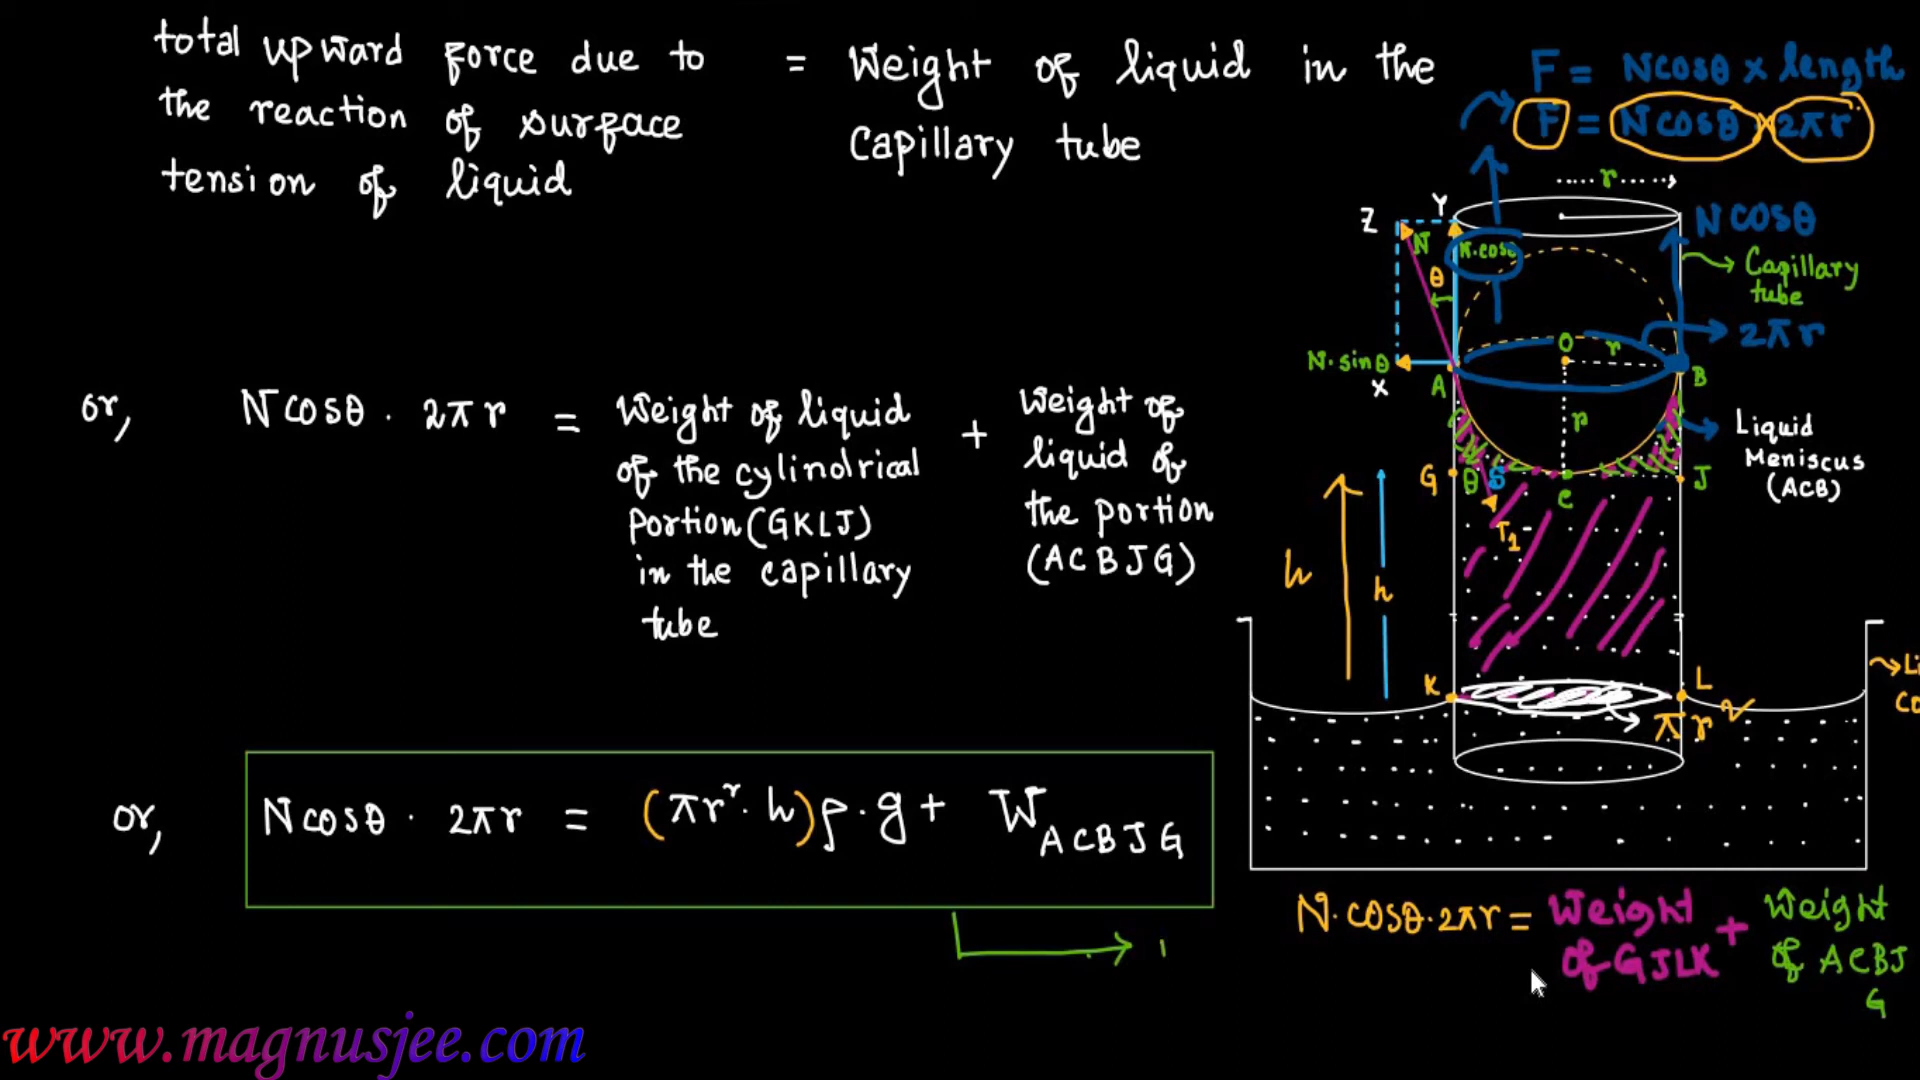 total upward force due to = Weight of liquid in the
the reaction of surface capillary tube
tension of liquid
or, Ncosθ · 2πr = Weight of liquid + Weight of
of the cylindrical liquid of
portion (GKLJ) the portion
in the capillary (ACBJG)
tube
or, Ncosθ · 2πr = (πr² · h)ρ · g + W ACBJG
F = Ncosθ × length
F = Ncosθ × 2πr
r
Z
Y
N
N·cosθ
θ
Ncosθ
Capillary
tube
2πr
O
r
N·sinθ
X
A
B
r
Liquid
Meniscus
(ACB)
G
θ
S
C
J
T1
h
h
K
L
πr²
N·cosθ·2πr = Weight of GJLK + Weight of ACBJG
www.magnusjee.com